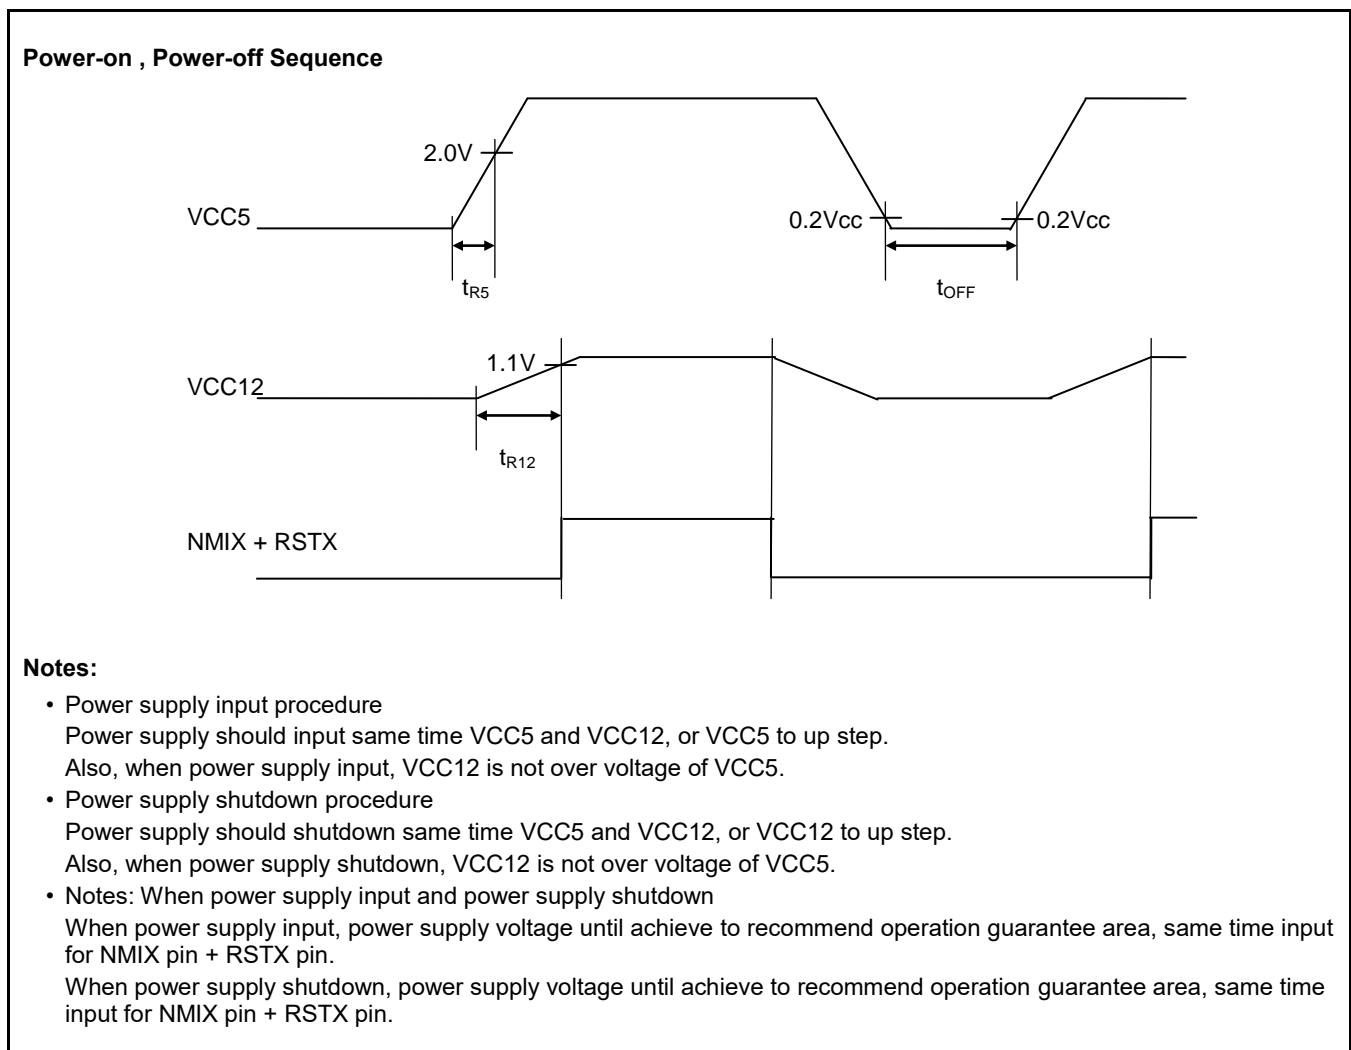 Power-on , Power-off Sequence
2.0V
VCC5
0.2Vcc
0.2Vcc
tR5
tOFF
1.1V
VCC12
tR12
NMIX + RSTX
Notes:
• Power supply input procedure
Power supply should input same time VCC5 and VCC12, or VCC5 to up step.
Also, when power supply input, VCC12 is not over voltage of VCC5.
• Power supply shutdown procedure
Power supply should shutdown same time VCC5 and VCC12, or VCC12 to up step.
Also, when power supply shutdown, VCC12 is not over voltage of VCC5.
• Notes: When power supply input and power supply shutdown
When power supply input, power supply voltage until achieve to recommend operation guarantee area, same time input
for NMIX pin + RSTX pin.
When power supply shutdown, power supply voltage until achieve to recommend operation guarantee area, same time
input for NMIX pin + RSTX pin.